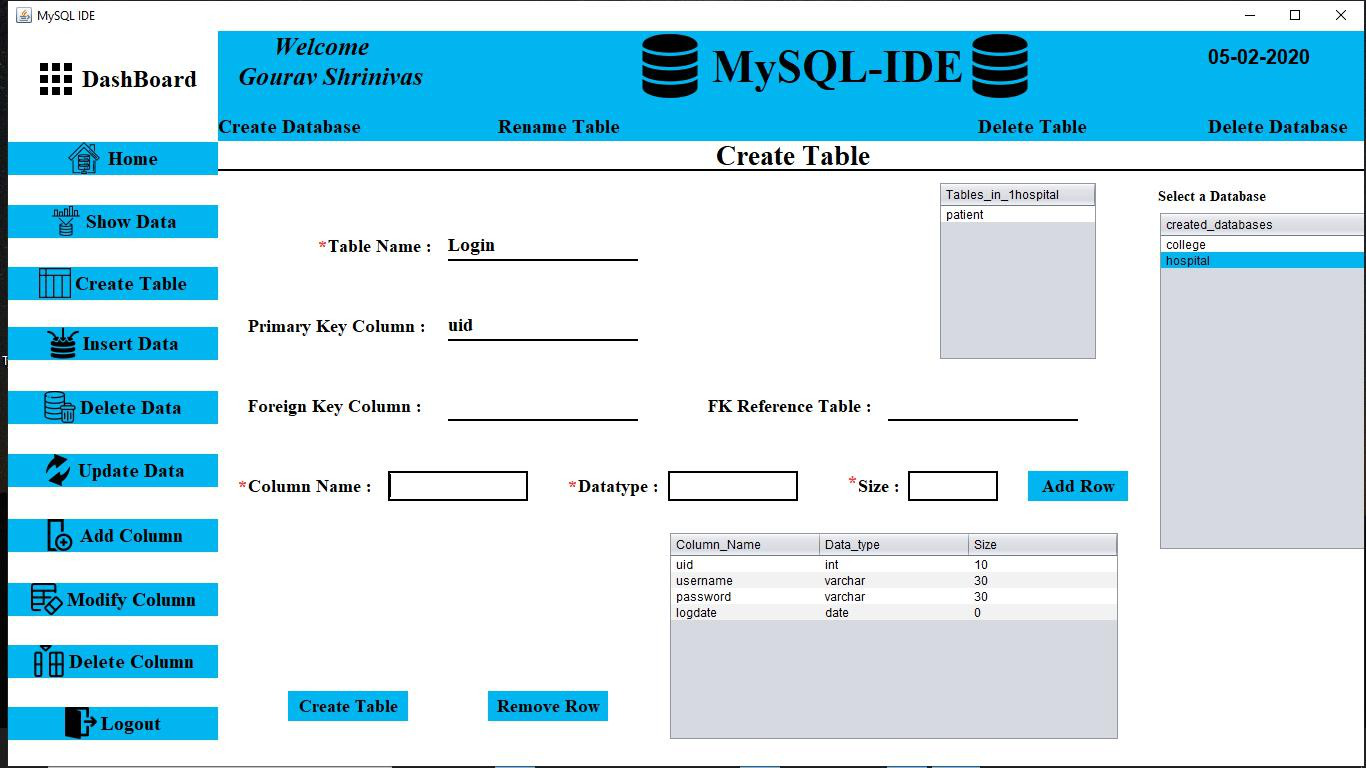 MySQL IDE
DashBoard
Welcome
Gourav Shrinivas
MySQL-IDE
05-02-2020
Create Database
Rename Table
Delete Table
Delete Database
Home
Show Data
Create Table
Insert Data
Delete Data
Update Data
Add Column
Modify Column
Delete Column
Logout
Create Table
*Table Name : Login
Primary Key Column : uid
Foreign Key Column :
FK Reference Table :
Tables_in_1hospital
patient
Select a Database
created_databases
college
hospital
*Column Name :
*Datatype :
*Size :
Add Row
Column_Name Data_type Size
uid int 10
username varchar 30
password varchar 30
logdate date 0
Create Table
Remove Row